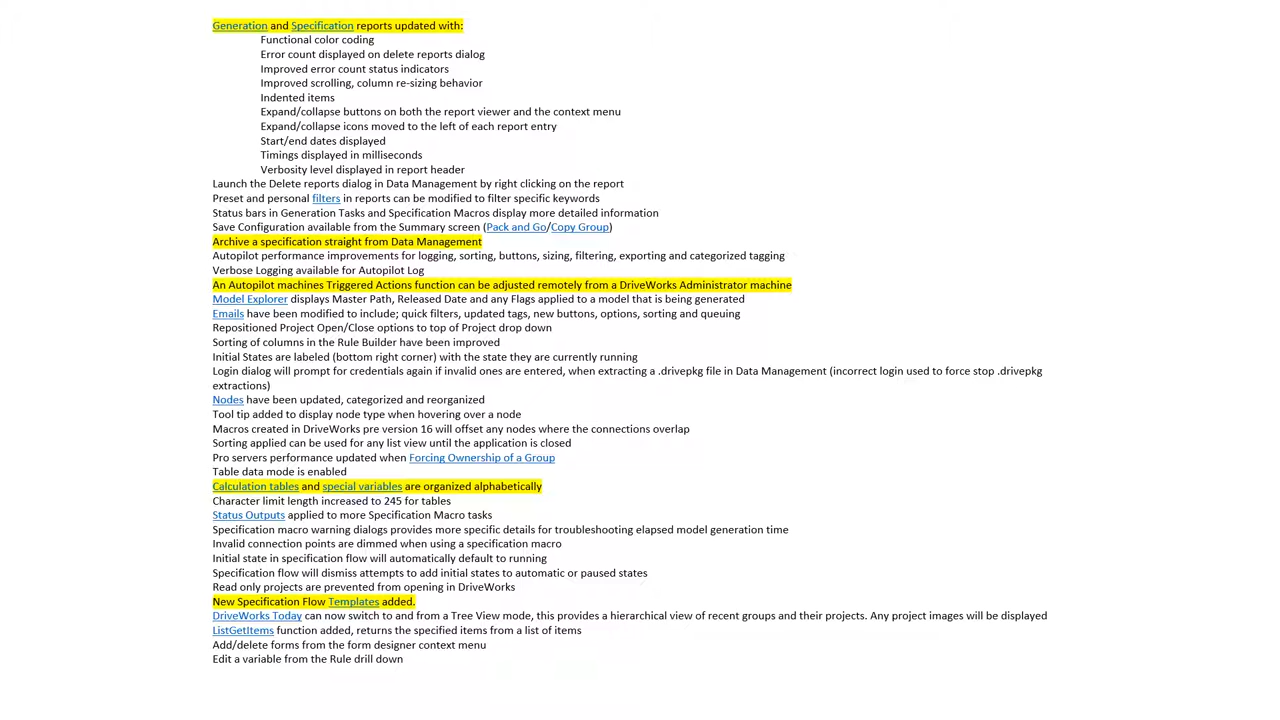 Generation and Specification reports updated with:
Functional color coding
Error count displayed on delete reports dialog
Improved error count status indicators
Improved scrolling, column re-sizing behavior
Indented items
Expand/collapse buttons on both the report viewer and the context menu
Expand/collapse icons moved to the left of each report entry
Start/end dates displayed
Timings displayed in milliseconds
Verbosity level displayed in report header
Launch the Delete reports dialog in Data Management by right clicking on the report
Preset and personal filters in reports can be modified to filter specific keywords
Status bars in Generation Tasks and Specification Macros display more detailed information
Save Configuration available from the Summary screen (Pack and Go/Copy Group)
Archive a specification straight from Data Management
Autopilot performance improvements for logging, sorting, buttons, sizing, filtering, exporting and categorized tagging
Verbose Logging available for Autopilot Log
An Autopilot machines Triggered Actions function can be adjusted remotely from a DriveWorks Administrator machine
Model Explorer displays Master Path, Released Date and any Flags applied to a model that is being generated
Emails have been modified to include; quick filters, updated tags, new buttons, options, sorting and queuing
Repositioned Project Open/Close options to top of Project drop down
Sorting of columns in the Rule Builder have been improved
Initial States are labeled (bottom right corner) with the state they are currently running
Login dialog will prompt for credentials again if invalid ones are entered, when extracting a .drivepkg file in Data Management (incorrect login used to force stop .drivepkg
extractions)
Nodes have been updated, categorized and reorganized
Tool tip added to display node type when hovering over a node
Macros created in DriveWorks pre version 16 will offset any nodes where the connections overlap
Sorting applied can be used for any list view until the application is closed
Pro servers performance updated when Forcing Ownership of a Group
Table data mode is enabled
Calculation tables and special variables are organized alphabetically
Character limit length increased to 245 for tables
Status Outputs applied to more Specification Macro tasks
Specification macro warning dialogs provides more specific details for troubleshooting elapsed model generation time
Invalid connection points are dimmed when using a specification macro
Initial state in specification flow will automatically default to running
Specification flow will dismiss attempts to add initial states to automatic or paused states
Read only projects are prevented from opening in DriveWorks
New Specification Flow Templates added.
DriveWorks Today can now switch to and from a Tree View mode, this provides a hierarchical view of recent groups and their projects. Any project images will be displayed
ListGetItems function added, returns the specified items from a list of items
Add/delete forms from the form designer context menu
Edit a variable from the Rule drill down